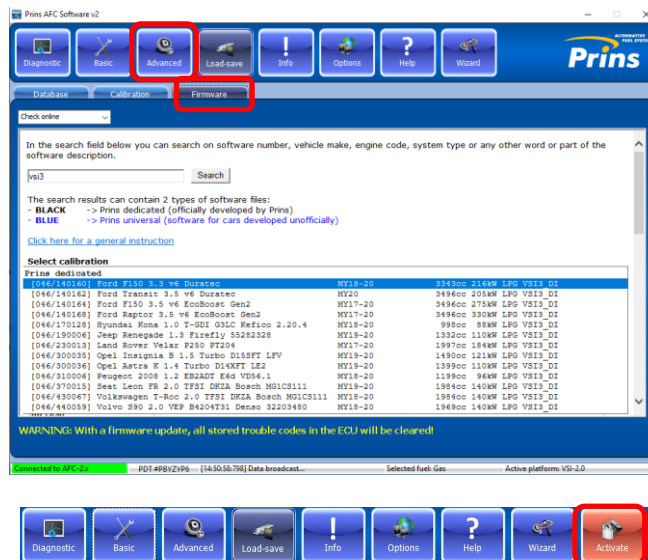 Prins AFC Software v2
Diagnostic Basic Advanced Load-save Info Options Help Wizard
ALTERNATIVE
FUEL SYSTEMS
Prins
Database Calibration Firmware
Check online
In the search field below you can search on software number, vehicle make, engine code, system type or any other word or part of the
software description.
vsi3 Search
The search results can contain 2 types of software files:
- BLACK -> Prins dedicated (officially developed by Prins)
- BLUE -> Prins universal (software for cars developed unofficially)
Click here for a general instruction
Select calibration
Prins dedicated
[046/140160] Ford F150 3.3 v6 Duratec MY18-20 3343cc 216kW LPG VSI3_DI
[046/140162] Ford Transit 3.5 v6 Duratec MY20 3496cc 205kW LPG VSI3_DI
[046/140164] Ford F150 3.5 v6 EcoBoost Gen2 MY17-20 3496cc 275kW LPG VSI3_DI
[046/140168] Ford Raptor 3.5 v6 EcoBoost Gen2 MY17-20 3496cc 330kW LPG VSI3_DI
[046/170128] Hyundai Kona 1.0 T-GDI G3LC Kefico 2.20.4 MY18-20 998cc 88kW LPG VSI3_DI
[046/190006] Jeep Renegade 1.3 Firefly 55282328 MY19-20 1332cc 110kW LPG VSI3_DI
[046/230013] Land Rover Velar P250 PT204 MY17-20 1997cc 184kW LPG VSI3_DI
[046/300035] Opel Insignia B 1.5 Turbo D15SFT LFV MY19-20 1490cc 121kW LPG VSI3_DI
[046/300036] Opel Astra K 1.4 Turbo D14XFT LE2 MY19-20 1399cc 110kW LPG VSI3_DI
[046/310006] Peugeot 2008 1.2 EB2ADT E6d VD56.1 MY18-20 1199cc 96kW LPG VSI3_DI
[046/370015] Seat Leon FR 2.0 TFSI DKZA Bosch MG1CS111 MY19-20 1984cc 140kW LPG VSI3_DI
[046/430067] Volkswagen T-Roc 2.0 TFSI DKZA Bosch MG1CS111 MY18-20 1984cc 140kW LPG VSI3_DI
[046/440059] Volvo S90 2.0 VEP B4204T31 Denso 32203480 MY18-20 1969cc 140kW LPG VSI3_DI
WARNING: With a firmware update, all stored trouble codes in the ECU will be cleared!
Connected to AFC-2.x PDT #PBVZVP6 [14:50:58:798] Data broadcast... Selected fuel: Gas Active platform: VSI-2.0
Diagnostic Basic Advanced Load-save Info Options Help Wizard Activate